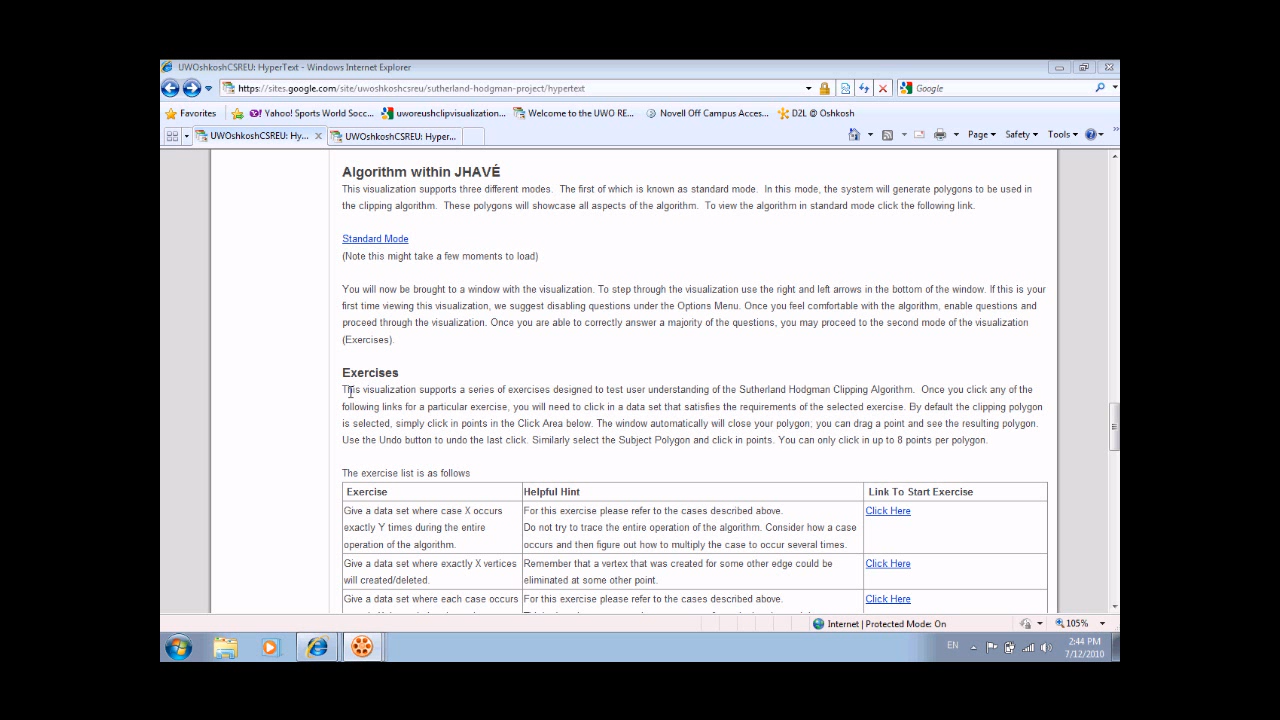 UWOshkoshCSREU: HyperText - Windows Internet Explorer
https://sites.google.com/site/uwoshkoshcsreu/sutherland-hodgman-project/hypertext
Google
Favorites
Y! Yahoo! Sports World Socc...
uworeushclipvisualization...
Welcome to the UWO RE...
Novell Off Campus Acces...
D2L @ Oshkosh
UWOshkoshCSREU: Hy... x
UWOshkoshCSREU: Hyper...
Page
Safety
Tools
Algorithm within JHAVÉ
This visualization supports three different modes. The first of which is known as standard mode. In this mode, the system will generate polygons to be used in
the clipping algorithm. These polygons will showcase all aspects of the algorithm. To view the algorithm in standard mode click the following link.
Standard Mode
(Note this might take a few moments to load)
You will now be brought to a window with the visualization. To step through the visualization use the right and left arrows in the bottom of the window. If this is your
first time viewing this visualization, we suggest disabling questions under the Options Menu. Once you feel comfortable with the algorithm, enable questions and
proceed through the visualization. Once you are able to correctly answer a majority of the questions, you may proceed to the second mode of the visualization
(Exercises).
Exercises
This visualization supports a series of exercises designed to test user understanding of the Sutherland Hodgman Clipping Algorithm. Once you click any of the
following links for a particular exercise, you will need to click in a data set that satisfies the requirements of the selected exercise. By default the clipping polygon
is selected, simply click in points in the Click Area below. The window automatically will close your polygon, you can drag a point and see the resulting polygon.
Use the Undo button to undo the last click. Similarly select the Subject Polygon and click in points. You can only click in up to 8 points per polygon.
The exercise list is as follows
Exercise
Helpful Hint
Link To Start Exercise
Give a data set where case X occurs
exactly Y times during the entire
operation of the algorithm.
For this exercise please refer to the cases described above.
Do not try to trace the entire operation of the algorithm. Consider how a case
occurs and then figure out how to multiply the case to occur several times.
Click Here
Give a data set where exactly X vertices
will created/deleted.
Remember that a vertex that was created for some other edge could be
eliminated at some other point.
Click Here
Give a data set where each case occurs
For this exercise please refer to the cases described above.
Click Here
Internet | Protected Mode: On
105%
EN
2:44 PM
7/12/2010